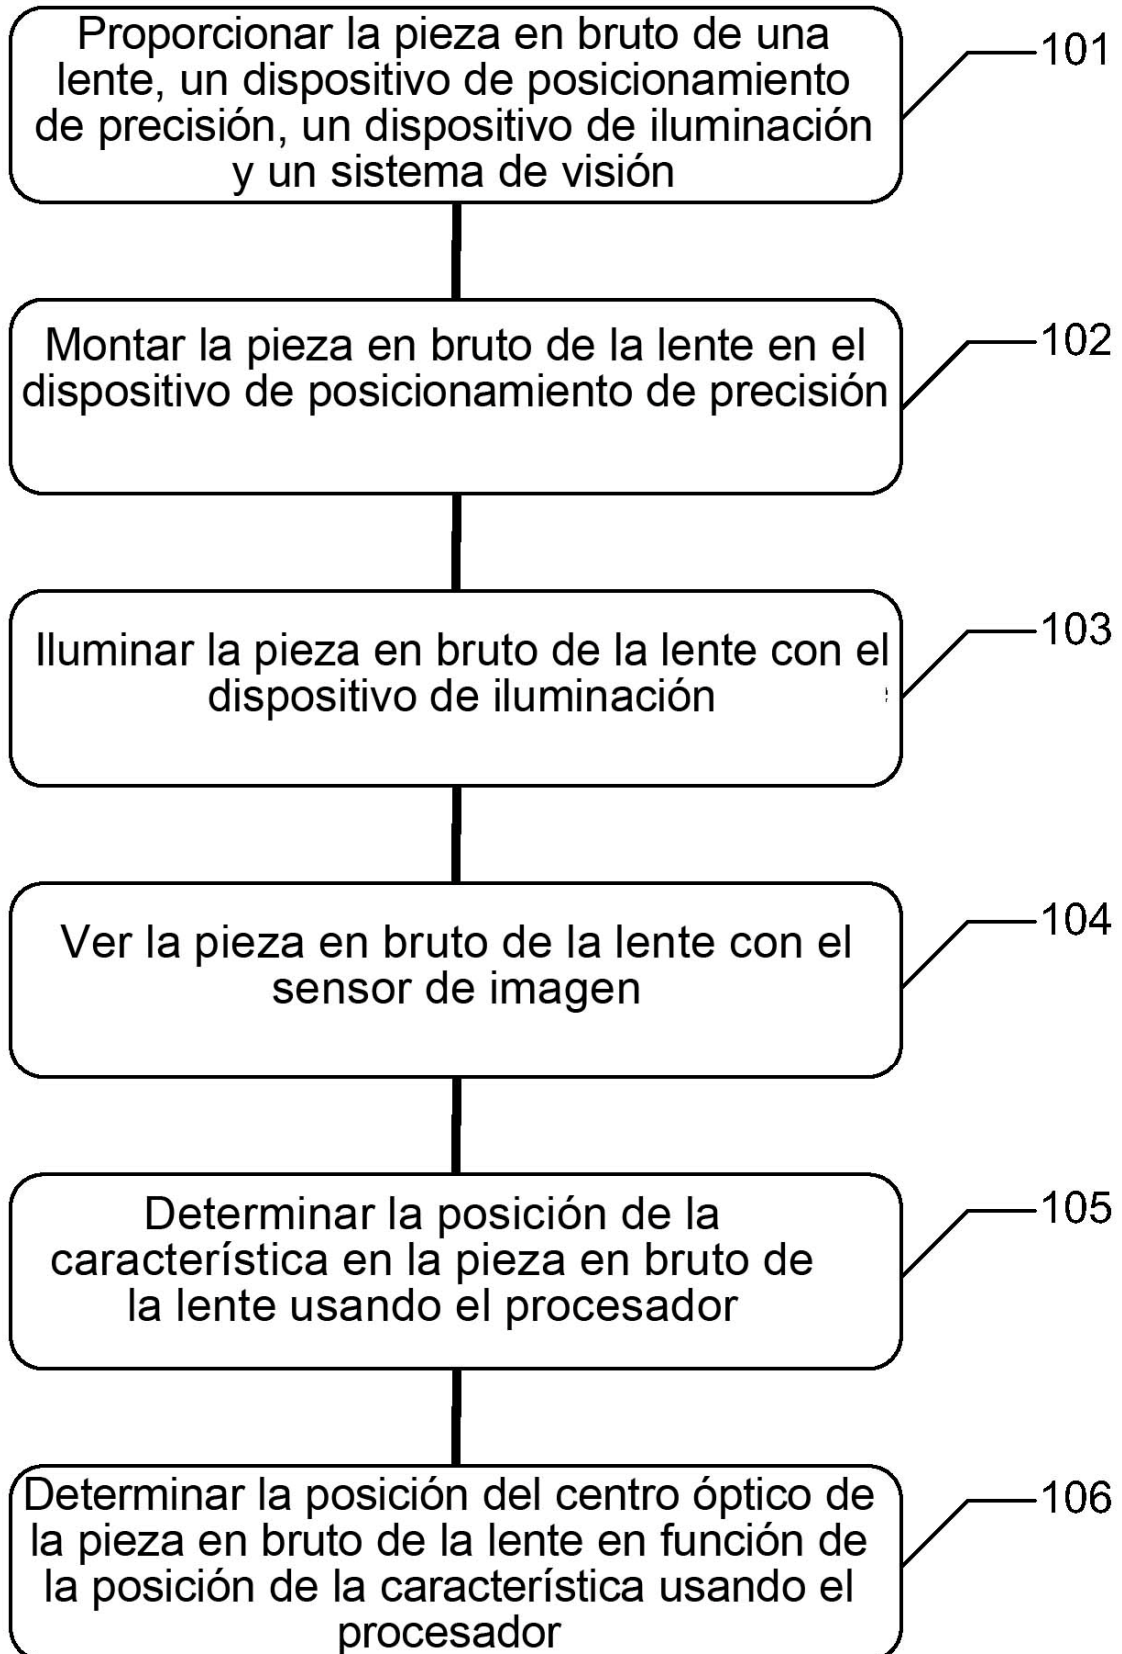 Proporcionar la pieza en bruto de una
lente, un dispositivo de posicionamiento
de precisión, un dispositivo de iluminación
y un sistema de visión
101
Montar la pieza en bruto de la lente en el
dispositivo de posicionamiento de precisión
102
Iluminar la pieza en bruto de la lente con el
dispositivo de iluminación
103
Ver la pieza en bruto de la lente con el
sensor de imagen
104
Determinar la posición de la
característica en la pieza en bruto de
la lente usando el procesador
105
Determinar la posición del centro óptico de
la pieza en bruto de la lente en función de
la posición de la característica usando el
procesador
106